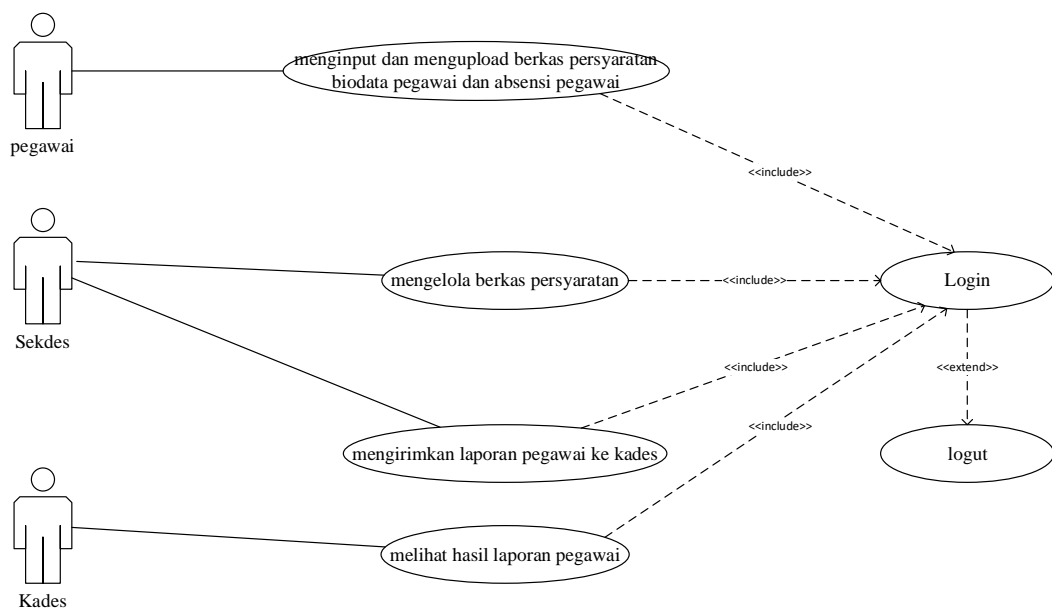 menginput dan mengupload berkas persyaratan
biodata pegawai dan absensi pegawai
pegawai
<<include>>
Sekdes
mengelola berkas persyaratan
<<include>>
Login
<<include>>
<<extend>>
<<include>>
mengirimkan laporan pegawai ke kades
logut
Kades
melihat hasil laporan pegawai